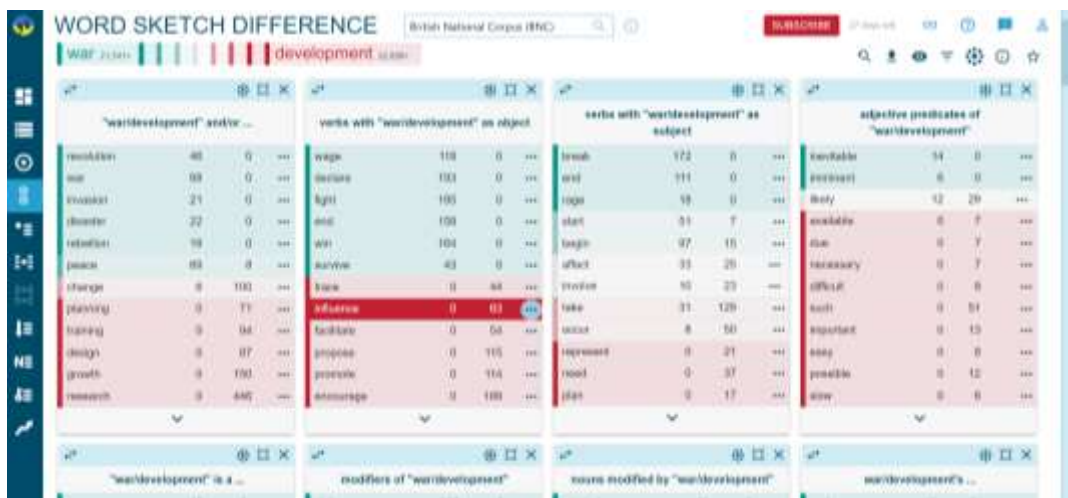 WORD SKETCH DIFFERENCE
British National Corpus (BNC)
SUBSCRIBE
war
development
"war/development" and/or ...
revolution 46 0
war 88 0
invasion 21 0
disaster 22 0
rebellion 19 0
peace 69 8
change 8 100
planning 0 71
training 0 94
design 0 87
growth 0 150
research 0 446
verbs with "war/development" as object
wage 118 0
declare 193 0
fight 195 0
end 0
win 104 0
survive 43 0
trace 0 44
influence 0 63
facilitate 0 54
propose 0 115
promote 0 114
encourage 0
verbs with "war/development" as subject
break 172 0
end 111 0
rage 18 0
start 51 7
begin 97 15
affect 33 25
involve 10 23
take 31 129
occur 8 50
represent 0 21
need 0 37
plan 0 17
adjective predicates of "war/development"
inevitable 14 0
imminent 6 0
likely 12 29
available 0 7
due 0 7
necessary 0 7
difficult 0 8
such 0 51
important 0 13
easy 0 8
possible 0 12
slow 0 6
"war/development" is a ...
modifiers of "war/development"
nouns modified by "war/development"
war/development's ...